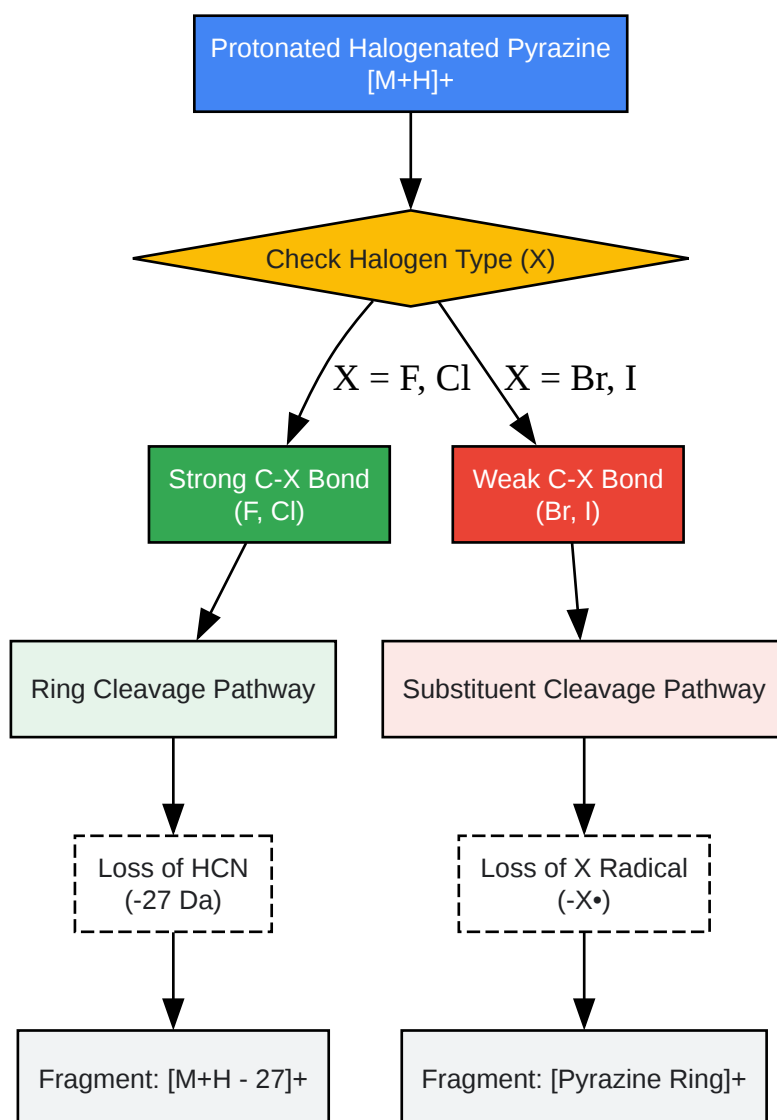 Protonated Halogenated Pyrazine
[M+H]+
Check Halogen Type (X)
X = F, Cl
X = Br, I
Strong C-X Bond
(F, Cl)
Weak C-X Bond
(Br, I)
Ring Cleavage Pathway
Substituent Cleavage Pathway
Loss of HCN
(-27 Da)
Loss of X Radical
(-X•)
Fragment: [M+H - 27]+
Fragment: [Pyrazine Ring]+